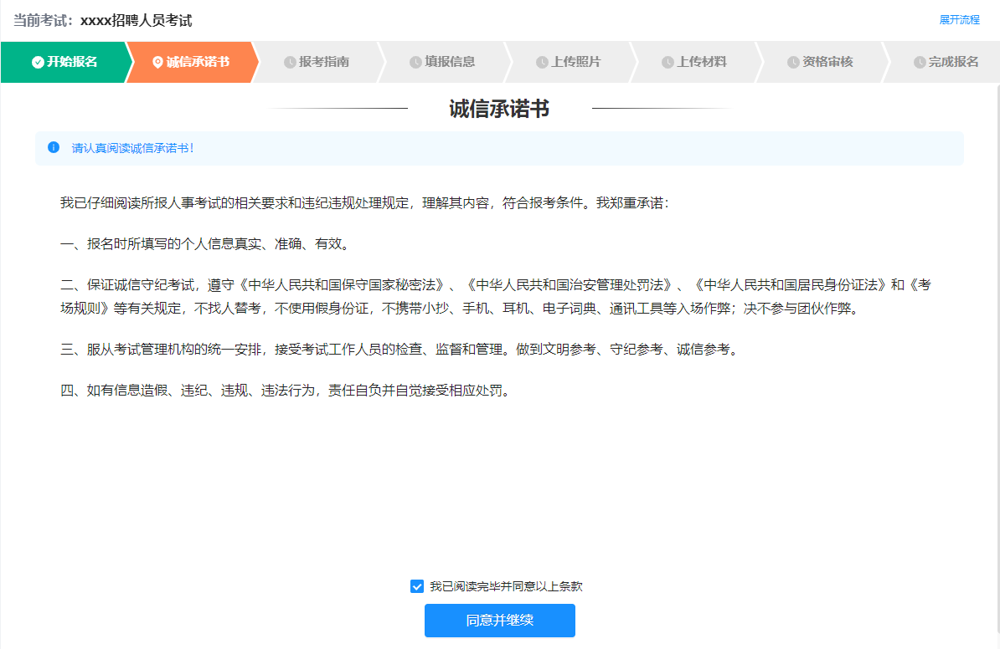 当前考试：xxxx招聘人员考试
展开流程
开始报名
诚信承诺书
报考指南
填报信息
上传照片
上传材料
资格审核
完成报名
诚信承诺书
请认真阅读诚信承诺书！
我已仔细阅读所报人事考试的相关要求和违纪违规处理规定，理解其内容，符合报考条件。我郑重承诺：
一、报名时所填写的个人信息真实、准确、有效。
二、保证诚信守纪考试，遵守《中华人民共和国保守国家秘密法》、《中华人民共和国治安管理处罚法》、《中华人民共和国居民身份证法》和《考
场规则》等有关规定，不找人替考，不使用假身份证，不携带小抄、手机、耳机、电子词典、通讯工具等入场作弊；决不参与团伙作弊。
三、服从考试管理机构的统一安排，接受考试工作人员的检查、监督和管理。做到文明参考、守纪参考、诚信参考。
四、如有信息造假、违纪、违规、违法行为，责任自负并自觉接受相应处罚。
我已阅读完毕并同意以上条款
同意并继续